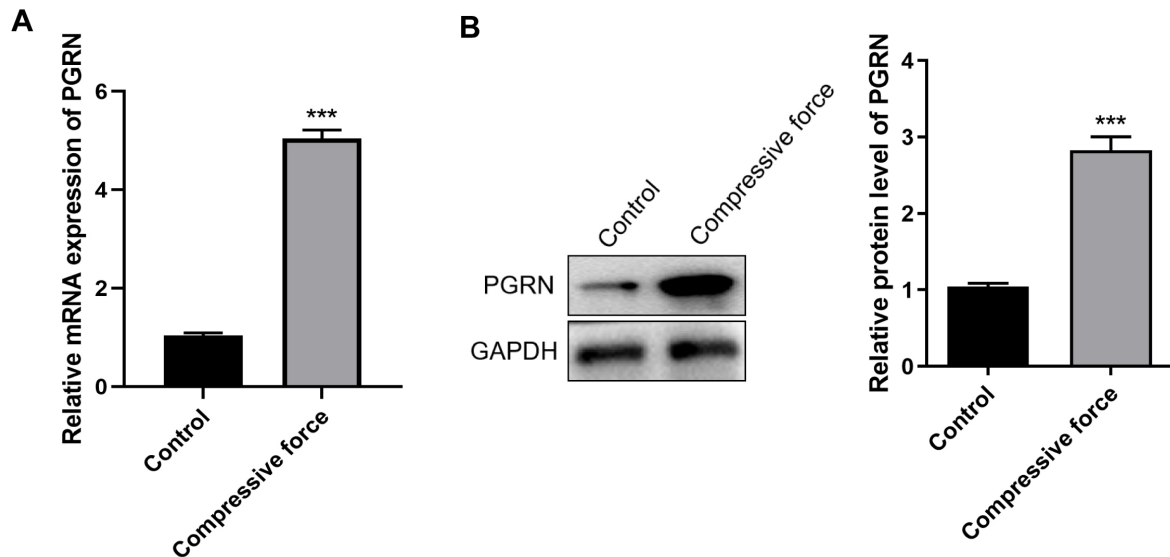 A
Relative mRNA expression of PGRN
6
4
2
0
***
Control
Compressive force
B
Control
Compressive force
PGRN
GAPDH
Relative protein level of PGRN
4
3
2
1
0
***
Control
Compressive force